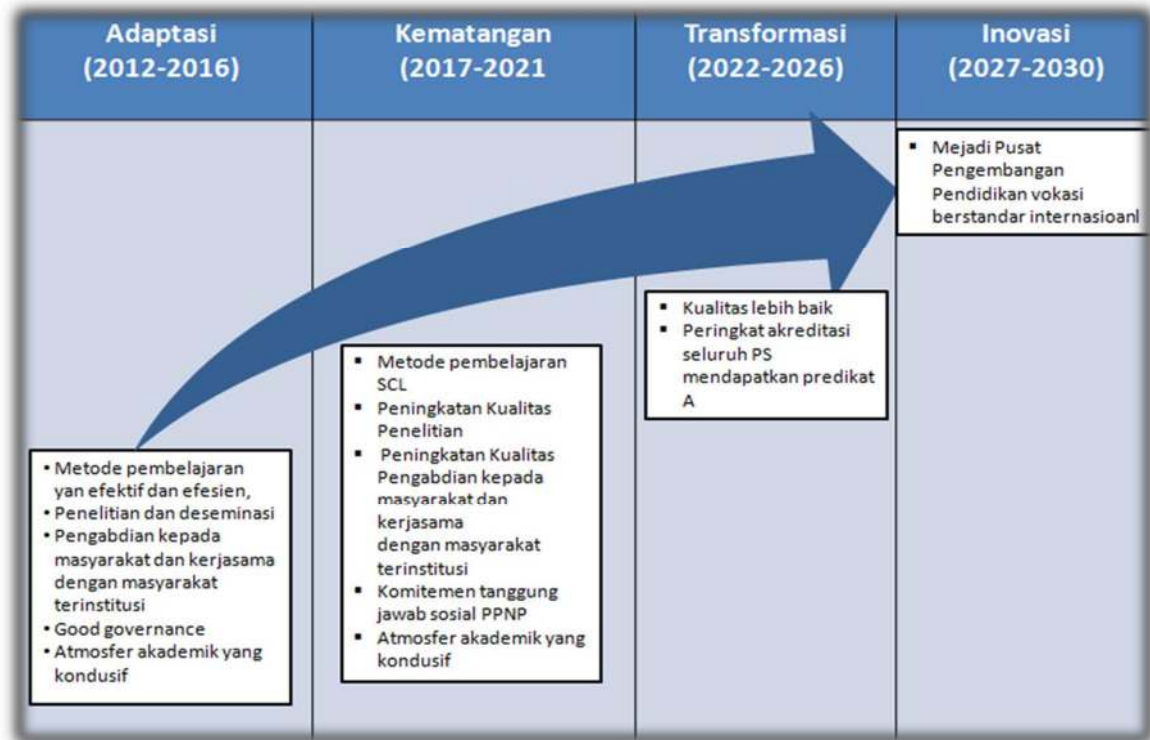 Adaptasi
(2012-2016)
Kematangan
(2017-2021
Transformasi
(2022-2026)
Inovasi
(2027-2030)
• Metode pembelajaran
yan efektif dan efesien,
• Penelitian dan deseminasi
• Pengabdian kepada
masyarakat dan kerjasama
dengan masyarakat
terinstitusi
• Good governance
• Atmosfer akademik yang
kondusif
▪ Metode pembelajaran
SCL
▪ Peningkatan Kualitas
Penelitian
▪ Peningkatan Kualitas
Pengabdian kepada
masyarakat dan
kerjasama
dengan masyarakat
terinstitusi
▪ Komitemen tanggung
jawab sosial PPNP
▪ Atmosfer akademik yang
kondusif
▪ Kualitas lebih baik
▪ Peringkat akreditasi
seluruh PS
mendapatkan predikat
A
▪ Mejadi Pusat
Pengembangan
Pendidikan vokasi
berstandar internasioanl